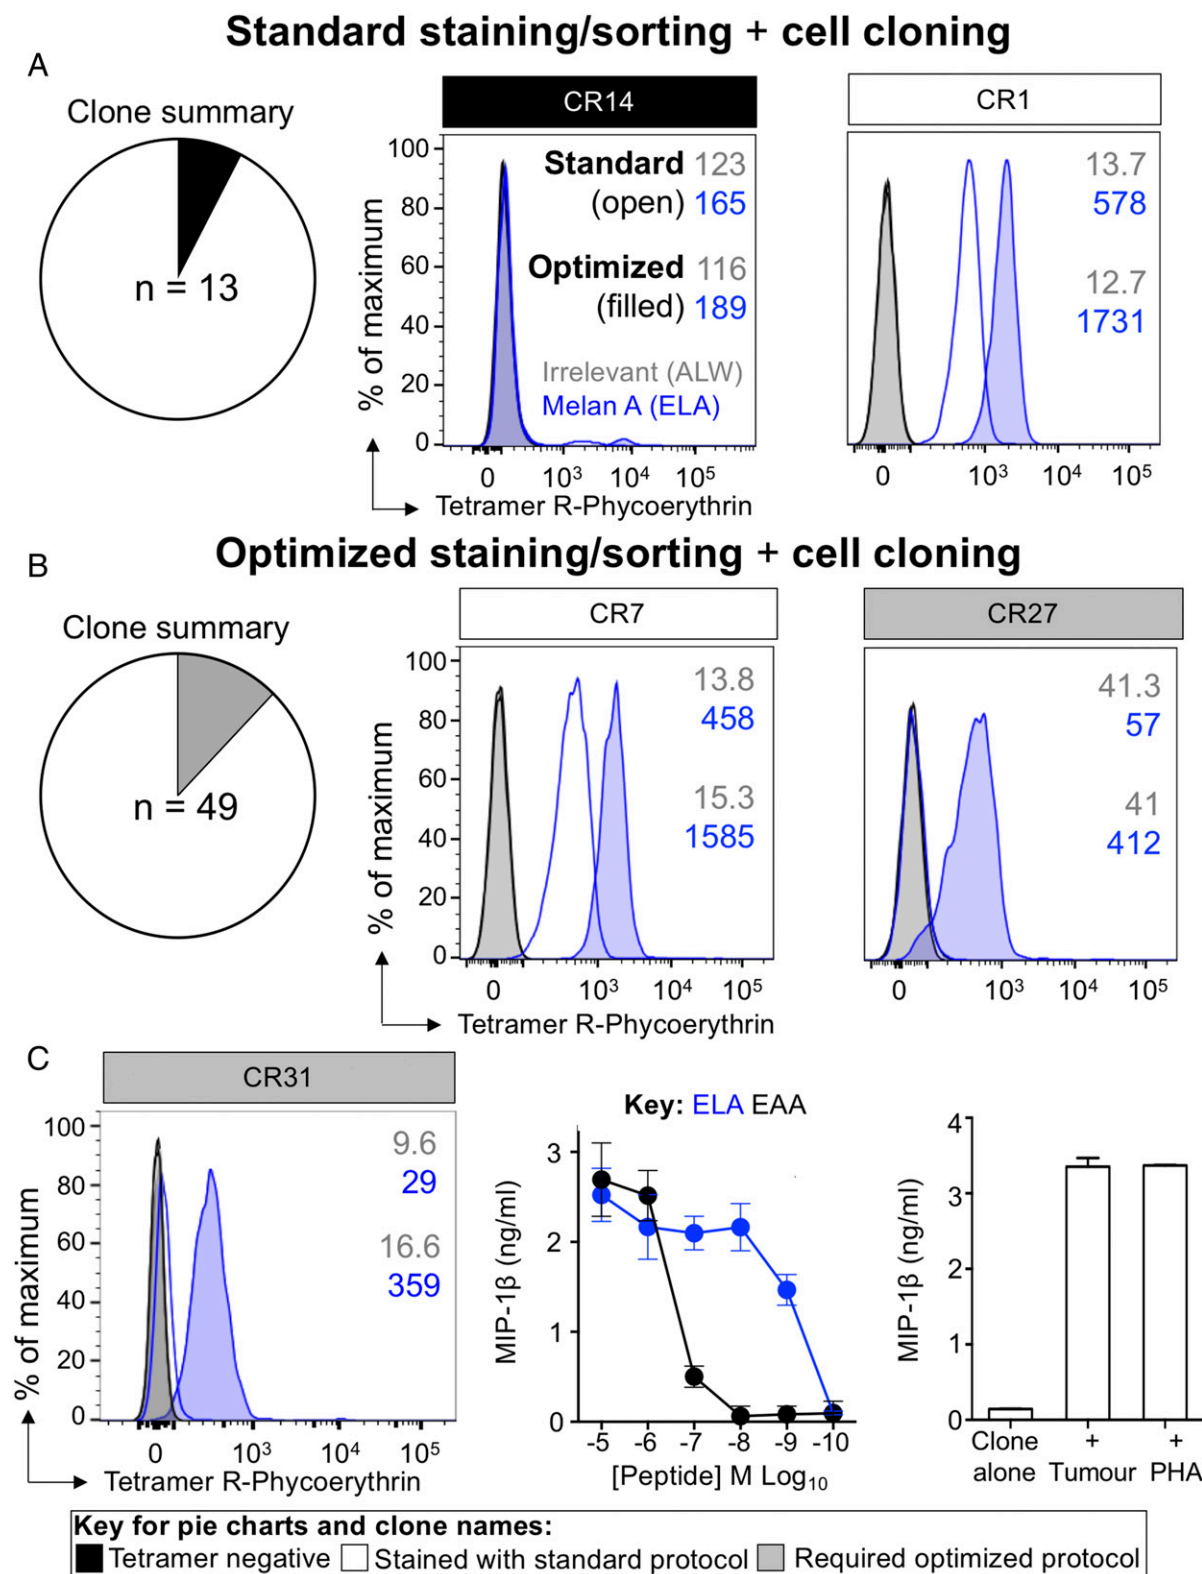 Standard staining/sorting + cell cloning
A
Clone summary
n = 13
CR14
% of maximum
100
80
60
40
20
0
Standard 123
(open) 165
Optimized 116
(filled) 189
Irrelevant (ALW)
Melan A (ELA)
0 10³ 10⁴ 10⁵
Tetramer R-Phycoerythrin
CR1
13.7
578
12.7
1731
0 10³ 10⁴ 10⁵
Optimized staining/sorting + cell cloning
B
Clone summary
n = 49
CR7
% of maximum
100
80
60
40
20
0
13.8
458
15.3
1585
0 10³ 10⁴ 10⁵
Tetramer R-Phycoerythrin
CR27
41.3
57
41
412
0 10³ 10⁴ 10⁵
C
CR31
% of maximum
100
80
60
40
20
0
9.6
29
16.6
359
0 10³ 10⁴ 10⁵
Tetramer R-Phycoerythrin
Key: ELA EAA
MIP-1β (ng/ml)
3
2
1
0
-5 -6 -7 -8 -9 -10
[Peptide] M Log₁₀
MIP-1β (ng/ml)
4
3
2
1
0
Clone + +
alone Tumour PHA
Key for pie charts and clone names:
Tetramer negative Stained with standard protocol Required optimized protocol